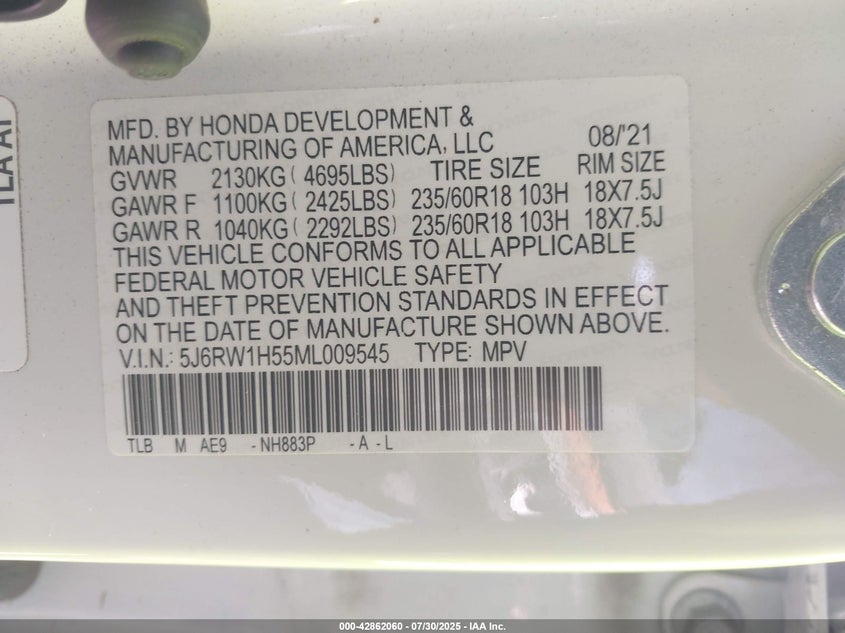 MFD. BY HONDA DEVELOPMENT &
MANUFACTURING OF AMERICA, LLC 08/'21
GVWR 2130KG ( 4695LBS) TIRE SIZE RIM SIZE
GAWR F 1100KG ( 2425LBS) 235/60R18 103H 18X7.5J
GAWR R 1040KG ( 2292LBS) 235/60R18 103H 18X7.5J
THIS VEHICLE CONFORMS TO ALL APPLICABLE
FEDERAL MOTOR VEHICLE SAFETY
AND THEFT PREVENTION STANDARDS IN EFFECT
ON THE DATE OF MANUFACTURE SHOWN ABOVE.
V.I.N.: 5J6RW1H55ML009545 TYPE: MPV
TLB M AE9 -NH883P -A -L
000-42862060 - 07/30/2025 - IAA Inc.